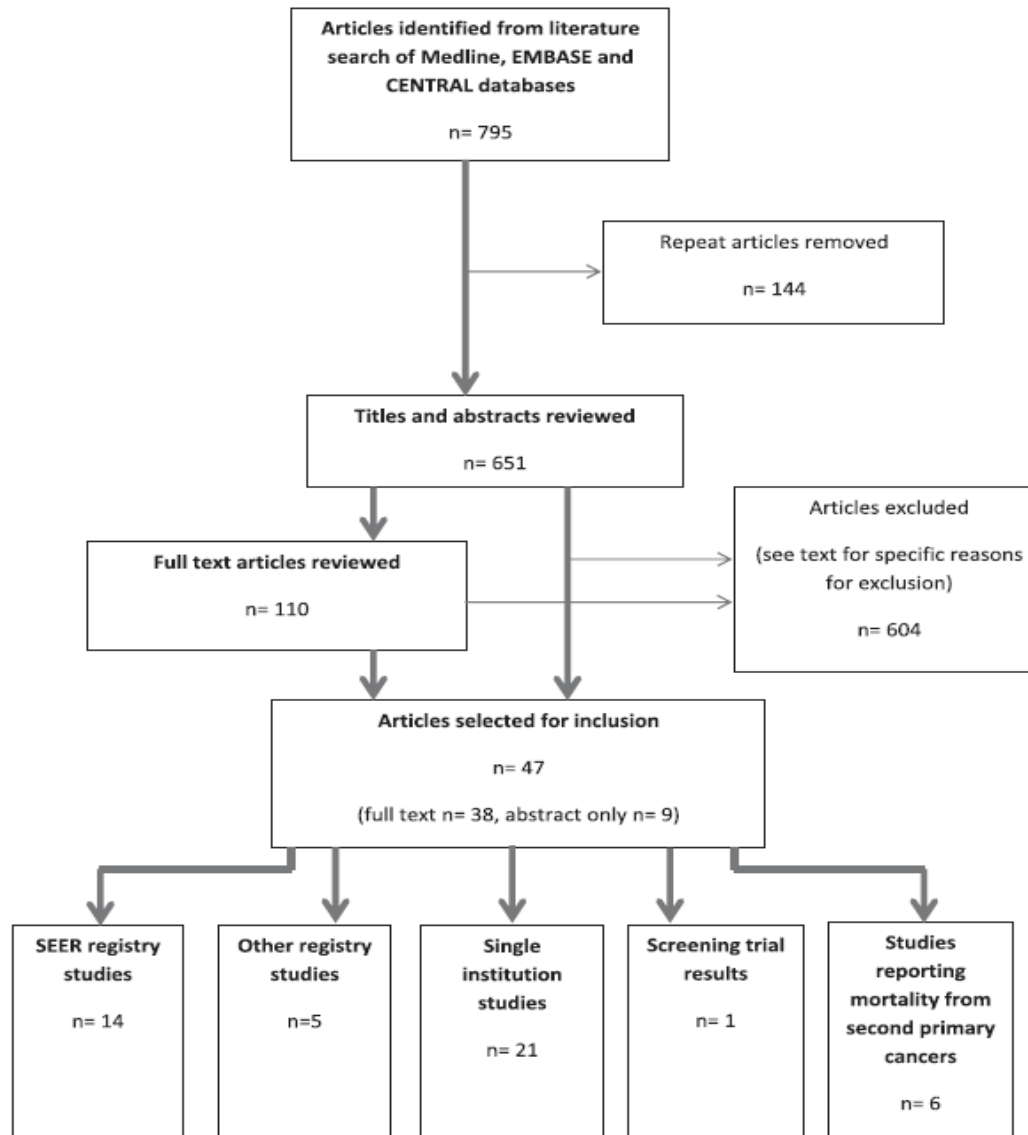 Articles identified from literature
search of Medline, EMBASE and
CENTRAL databases
n= 795
Repeat articles removed
n= 144
Titles and abstracts reviewed
n= 651
Articles excluded
(see text for specific reasons
for exclusion)
n= 604
Full text articles reviewed
n= 110
Articles selected for inclusion
n= 47
(full text n= 38, abstract only n= 9)
SEER registry
studies
n= 14
Other registry
studies
n=5
Single
institution
studies
n= 21
Screening trial
results
n= 1
Studies
reporting
mortality from
second primary
cancers
n= 6